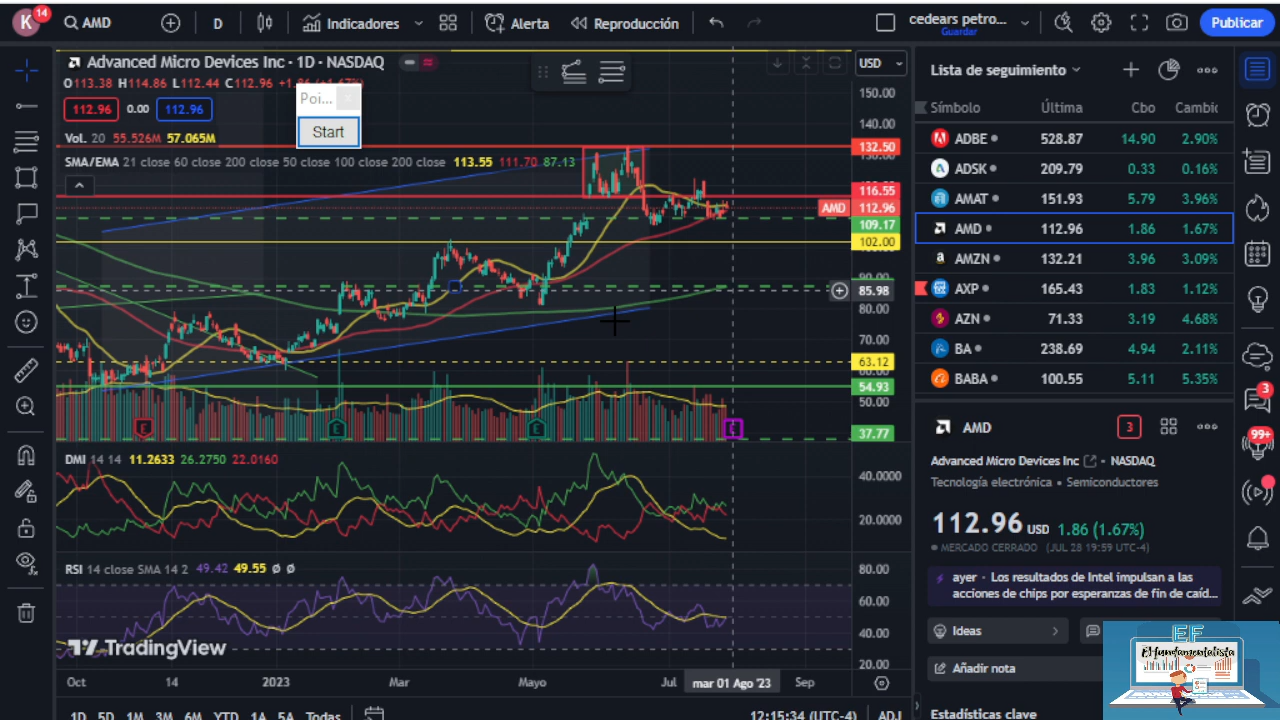 K 14 AMD D Indicadores Alerta Reproducción cedears petro... Guardar Publicar
Advanced Micro Devices Inc · 1D · NASDAQ
O113.38 H114.86 L112.44 C112.96
112.96 0.00 112.96
Poi...
Start
Vol. 20 55.526M 57.065M
SMA/EMA 21 close 60 close 200 close 50 close 100 close 200 close 113.55 111.70 87.13
USD
150.00
140.00
132.50
116.55
AMD 112.96
109.17
102.00
90.00
85.98
80.00
70.00
63.12
54.93
50.00
37.77
E E E E
DMI 14 14 11.2633 26.2750 22.0160
40.0000
20.0000
RSI 14 close SMA 14 2 49.42 49.55 Ø Ø
80.00
60.00
40.00
20.00
TradingView
Oct 14 2023 Mar Mayo Jul mar 01 Ago '23 Sep
1D 5D 1M 3M 6M YTD 1A 5A Todas 12:15:34 (UTC-4) ADJ
Lista de seguimiento
Símbolo Última Cbo Cambic
ADBE 528.87 14.90 2.90%
ADSK 209.79 0.33 0.16%
AMAT 151.93 5.79 3.96%
AMD 112.96 1.86 1.67%
AMZN 132.21 3.96 3.09%
AXP 165.43 1.83 1.12%
AZN 71.33 3.19 4.68%
BA 238.69 4.94 2.11%
BABA 100.55 5.11 5.35%
AMD 3
Advanced Micro Devices Inc · NASDAQ
Tecnología electrónica • Semiconductores
112.96 USD 1.86 (1.67%)
MERCADO CERRADO (JUL 28 19:59 UTC-4)
ayer · Los resultados de Intel impulsan a las
acciones de chips por esperanzas de fin de caíd...
Ideas
Añadir nota
Estadísticas clave
3
99+
EF
El fundamentalista